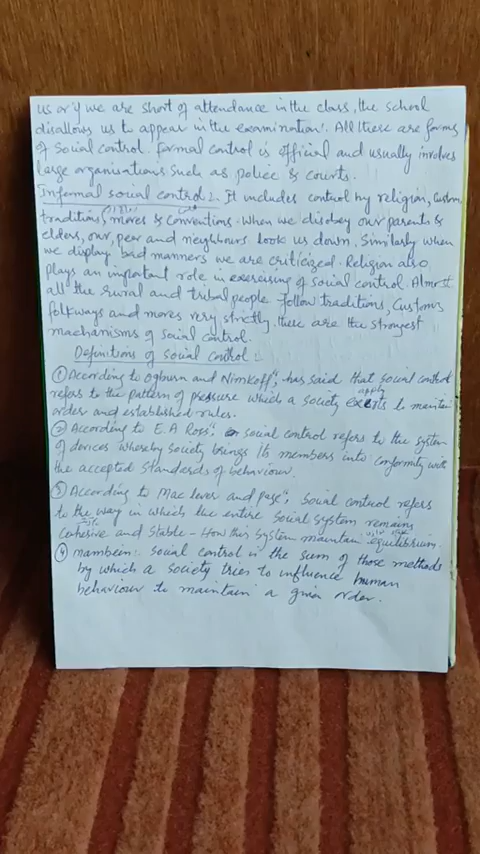 us or if we are short of attendance in the class, the school
disallows us to appear in the examination. All these are forms
of social control. Formal control is official and usually involves
large organisations such as police & courts.
Informal social control:- It includes control by religion, custom
traditions, mores & conventions. When we disobey our parents &
elders, our, peer and neighbours look us down. Similarly when
we display bad manners we are criticized. Religion also
plays an important role in exercising of social control. Almost
all the rural and tribal people follow traditions, Customs
folkways and mores very strictly. these are the strongest
mechanisms of social control.
Definitions of social control:
① According to Ogburn and Nimkoff", has said that social control
refers to the pattern of pressure which a society exerts to maintain
order and established rules.
② According to E.A Ross", social control refers to the system
of devices whereby society brings its members into conformity with
the accepted standards of behaviour.
③ According to Mac Iver and page", Social control refers
to the way in which the entire social system remains
Cohesive and Stable - How this system maintain equilibrium.
④ mambein: social control is the sum of those methods
by which a society tries to influence human
behaviour to maintain a given order.